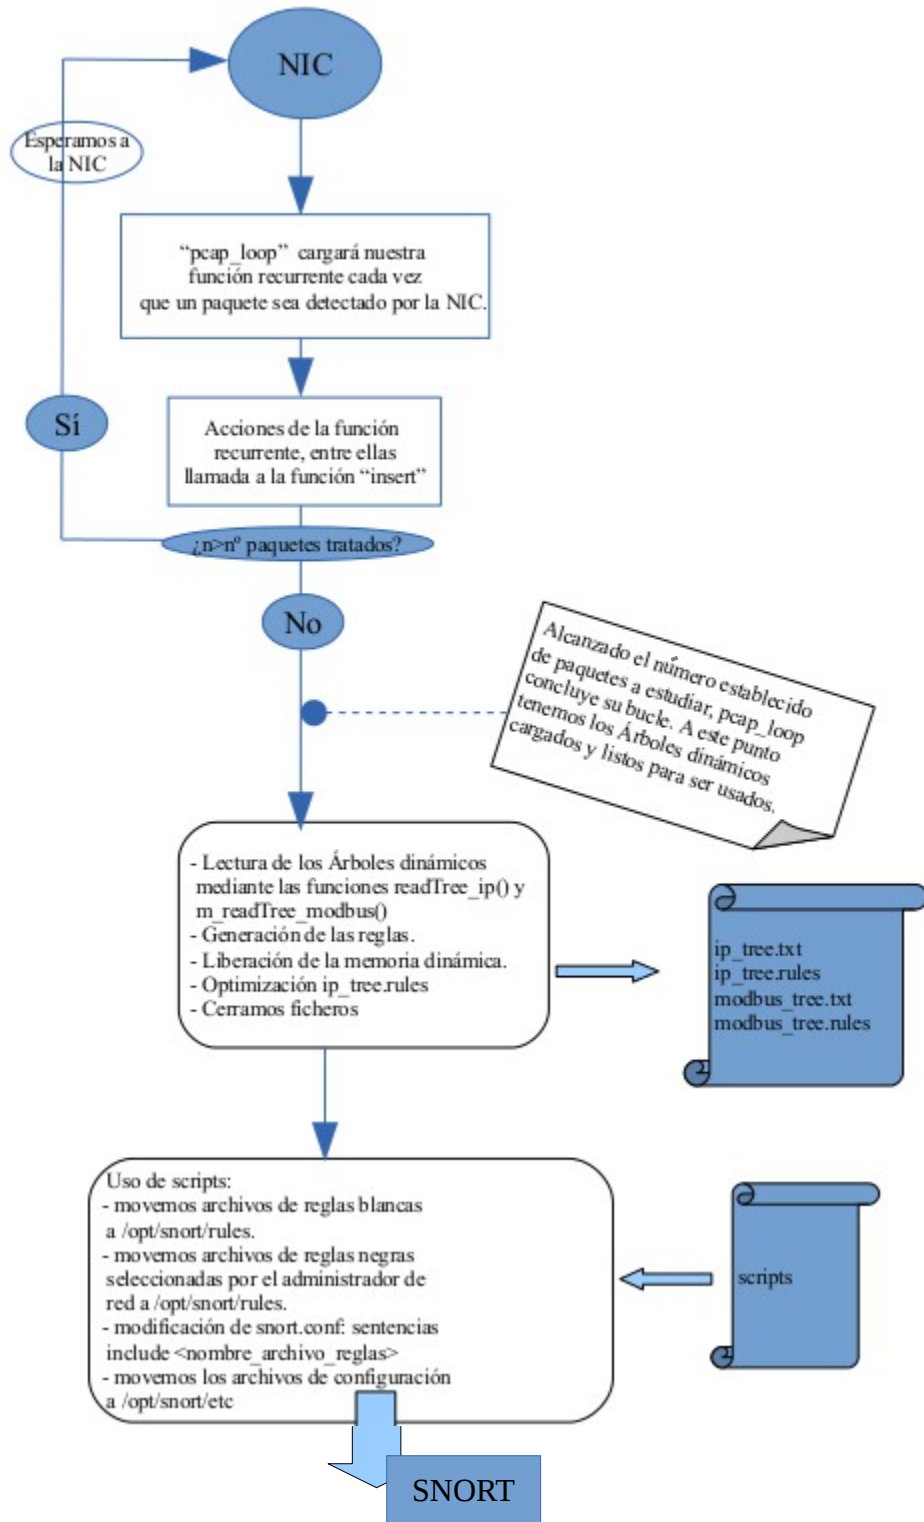 NIC
Esperamos a
la NIC
“pcap_loop” cargará nuestra
función recurrente cada vez
que un paquete sea detectado por la NIC.
Sí
Acciones de la función
recurrente, entre ellas
llamada a la función “insert”
¿n>nº paquetes tratados?
No
Alcanzado el número establecido
de paquetes a estudiar, pcap_loop
concluye su bucle. A este punto
tenemos los Árboles dinámicos
cargados y listos para ser usados.
- Lectura de los Árboles dinámicos
mediante las funciones readTree_ip() y
m_readTree_modbus()
- Generación de las reglas.
- Liberación de la memoria dinámica.
- Optimización ip_tree.rules
- Cerramos ficheros
ip_tree.txt
ip_tree.rules
modbus_tree.txt
modbus_tree.rules
Uso de scripts:
- movemos archivos de reglas blancas
a /opt/snort/rules.
- movemos archivos de reglas negras
seleccionadas por el administrador de
red a /opt/snort/rules.
- modificación de snort.conf: sentencias
include <nombre_archivo_reglas>
- movemos los archivos de configuración
a /opt/snort/etc
scripts
SNORT